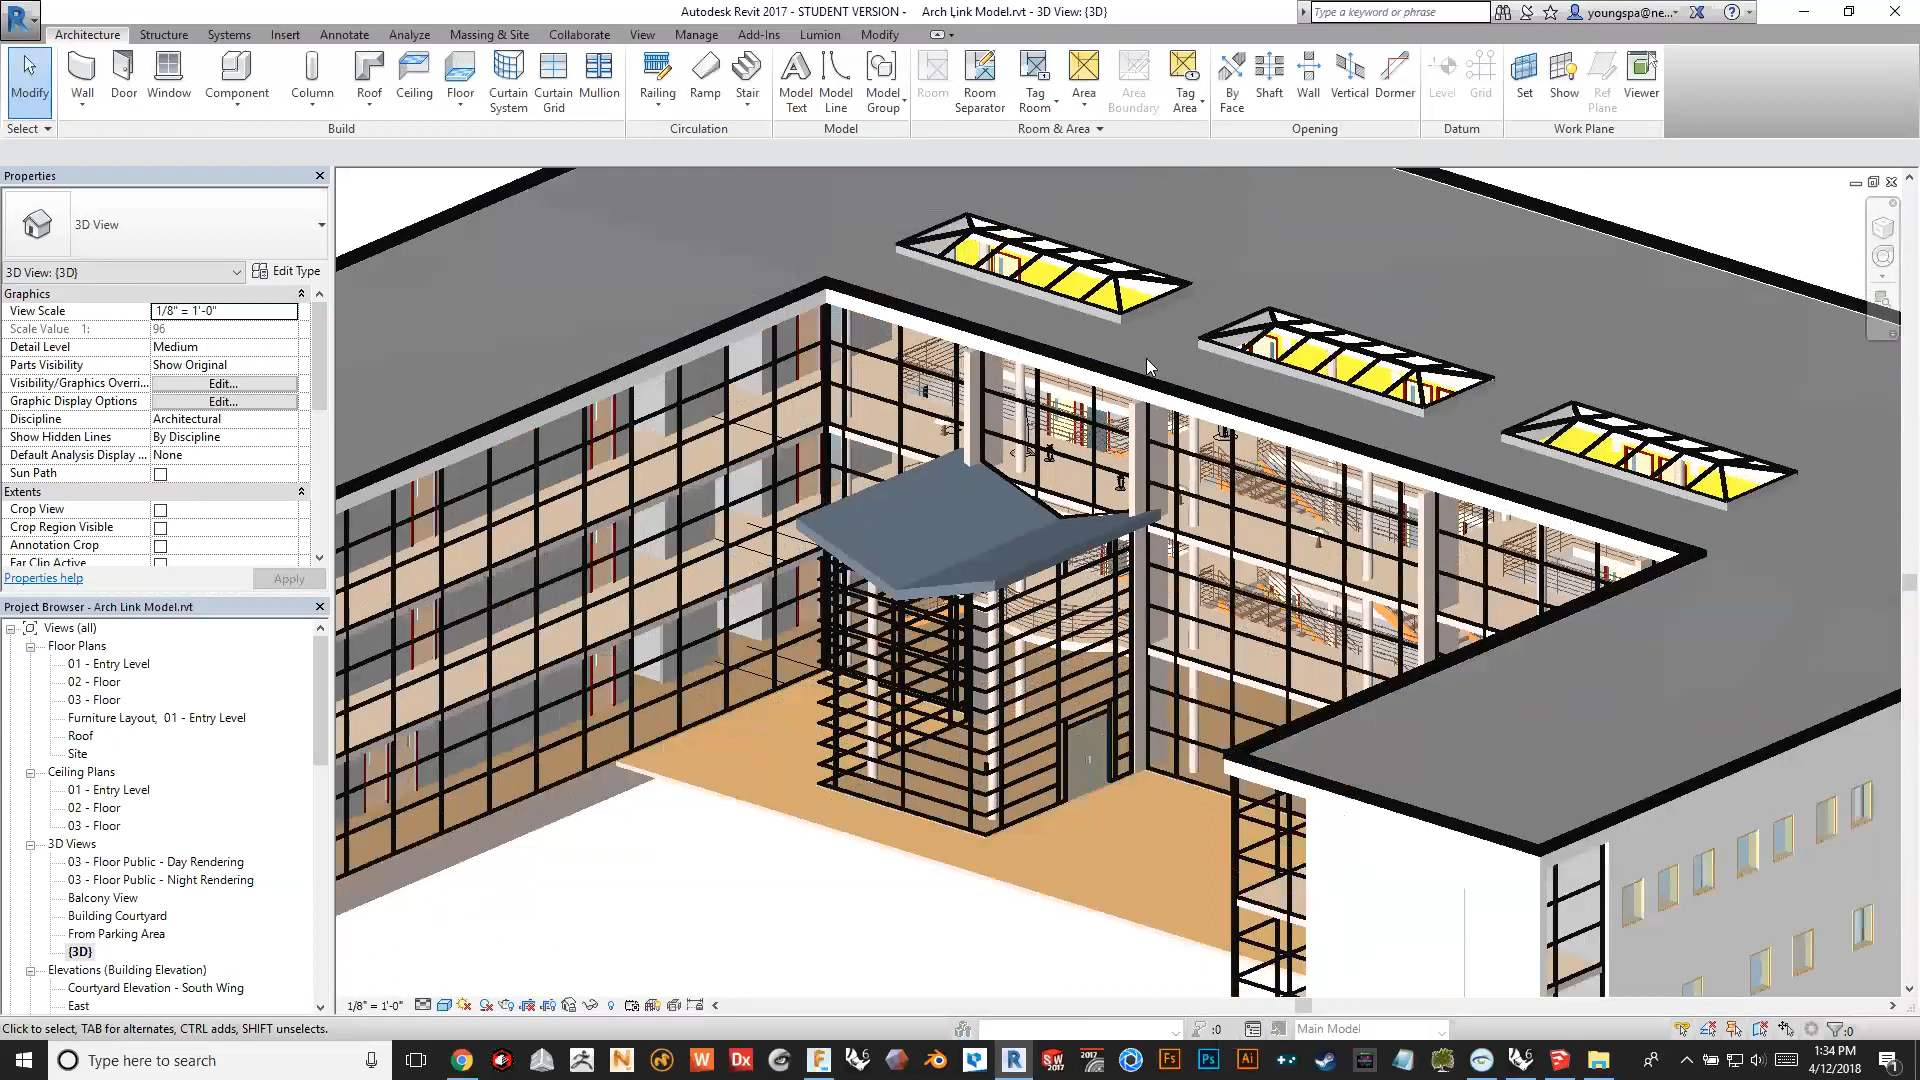 Autodesk Revit 2017 - STUDENT VERSION - Arch Link Model.rvt - 3D View: {3D}
Type a keyword or phrase
youngspa@ne...
Architecture Structure Systems Insert Annotate Analyze Massing & Site Collaborate View Manage Add-Ins Lumion Modify
Modify Wall Door Window Component Column Roof Ceiling Floor Curtain System Curtain Grid Mullion Railing Ramp Stair Model Text Model Line Model Group Room Room Separator Tag Room Area Area Boundary Tag Area By Face Shaft Wall Vertical Dormer Level Grid Set Show Ref Plane Viewer
Select Build Circulation Model Room & Area Opening Datum Work Plane
Properties
3D View
3D View: {3D} Edit Type
Graphics
View Scale 1/8" = 1'-0"
Scale Value 1: 96
Detail Level Medium
Parts Visibility Show Original
Visibility/Graphics Overri... Edit...
Graphic Display Options Edit...
Discipline Architectural
Show Hidden Lines By Discipline
Default Analysis Display ... None
Sun Path
Extents
Crop View
Crop Region Visible
Annotation Crop
Far Clip Active
Properties help Apply
Project Browser - Arch Link Model.rvt
Views (all)
Floor Plans
01 - Entry Level
02 - Floor
03 - Floor
Furniture Layout, 01 - Entry Level
Roof
Site
Ceiling Plans
01 - Entry Level
02 - Floor
03 - Floor
3D Views
03 - Floor Public - Day Rendering
03 - Floor Public - Night Rendering
Balcony View
Building Courtyard
From Parking Area
{3D}
Elevations (Building Elevation)
Courtyard Elevation - South Wing
East
1/8" = 1'-0"
Click to select, TAB for alternates, CTRL adds, SHIFT unselects.
:0
Main Model
:0
Type here to search
1:34 PM
4/12/2018